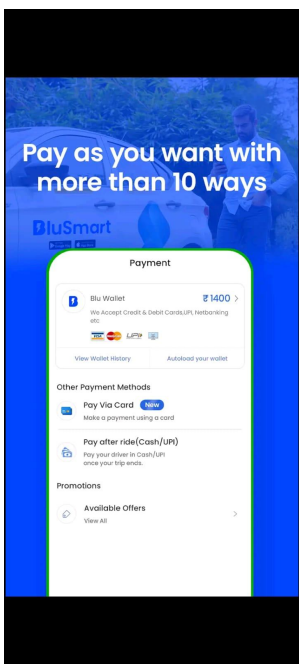 Pay as you want with
more than 10 ways
BluSmart
Payment
Blu Wallet
₹1400 >
We Accept Credit & Debit Cards,UPI, Netbanking
etc
VISA
UPI
View Wallet History
Autoload your wallet
Other Payment Methods
Pay Via Card New
Make a payment using a card
Pay after ride(Cash/UPI)
Pay your driver in Cash/UPI
once your trip ends.
Promotions
Available Offers
View All